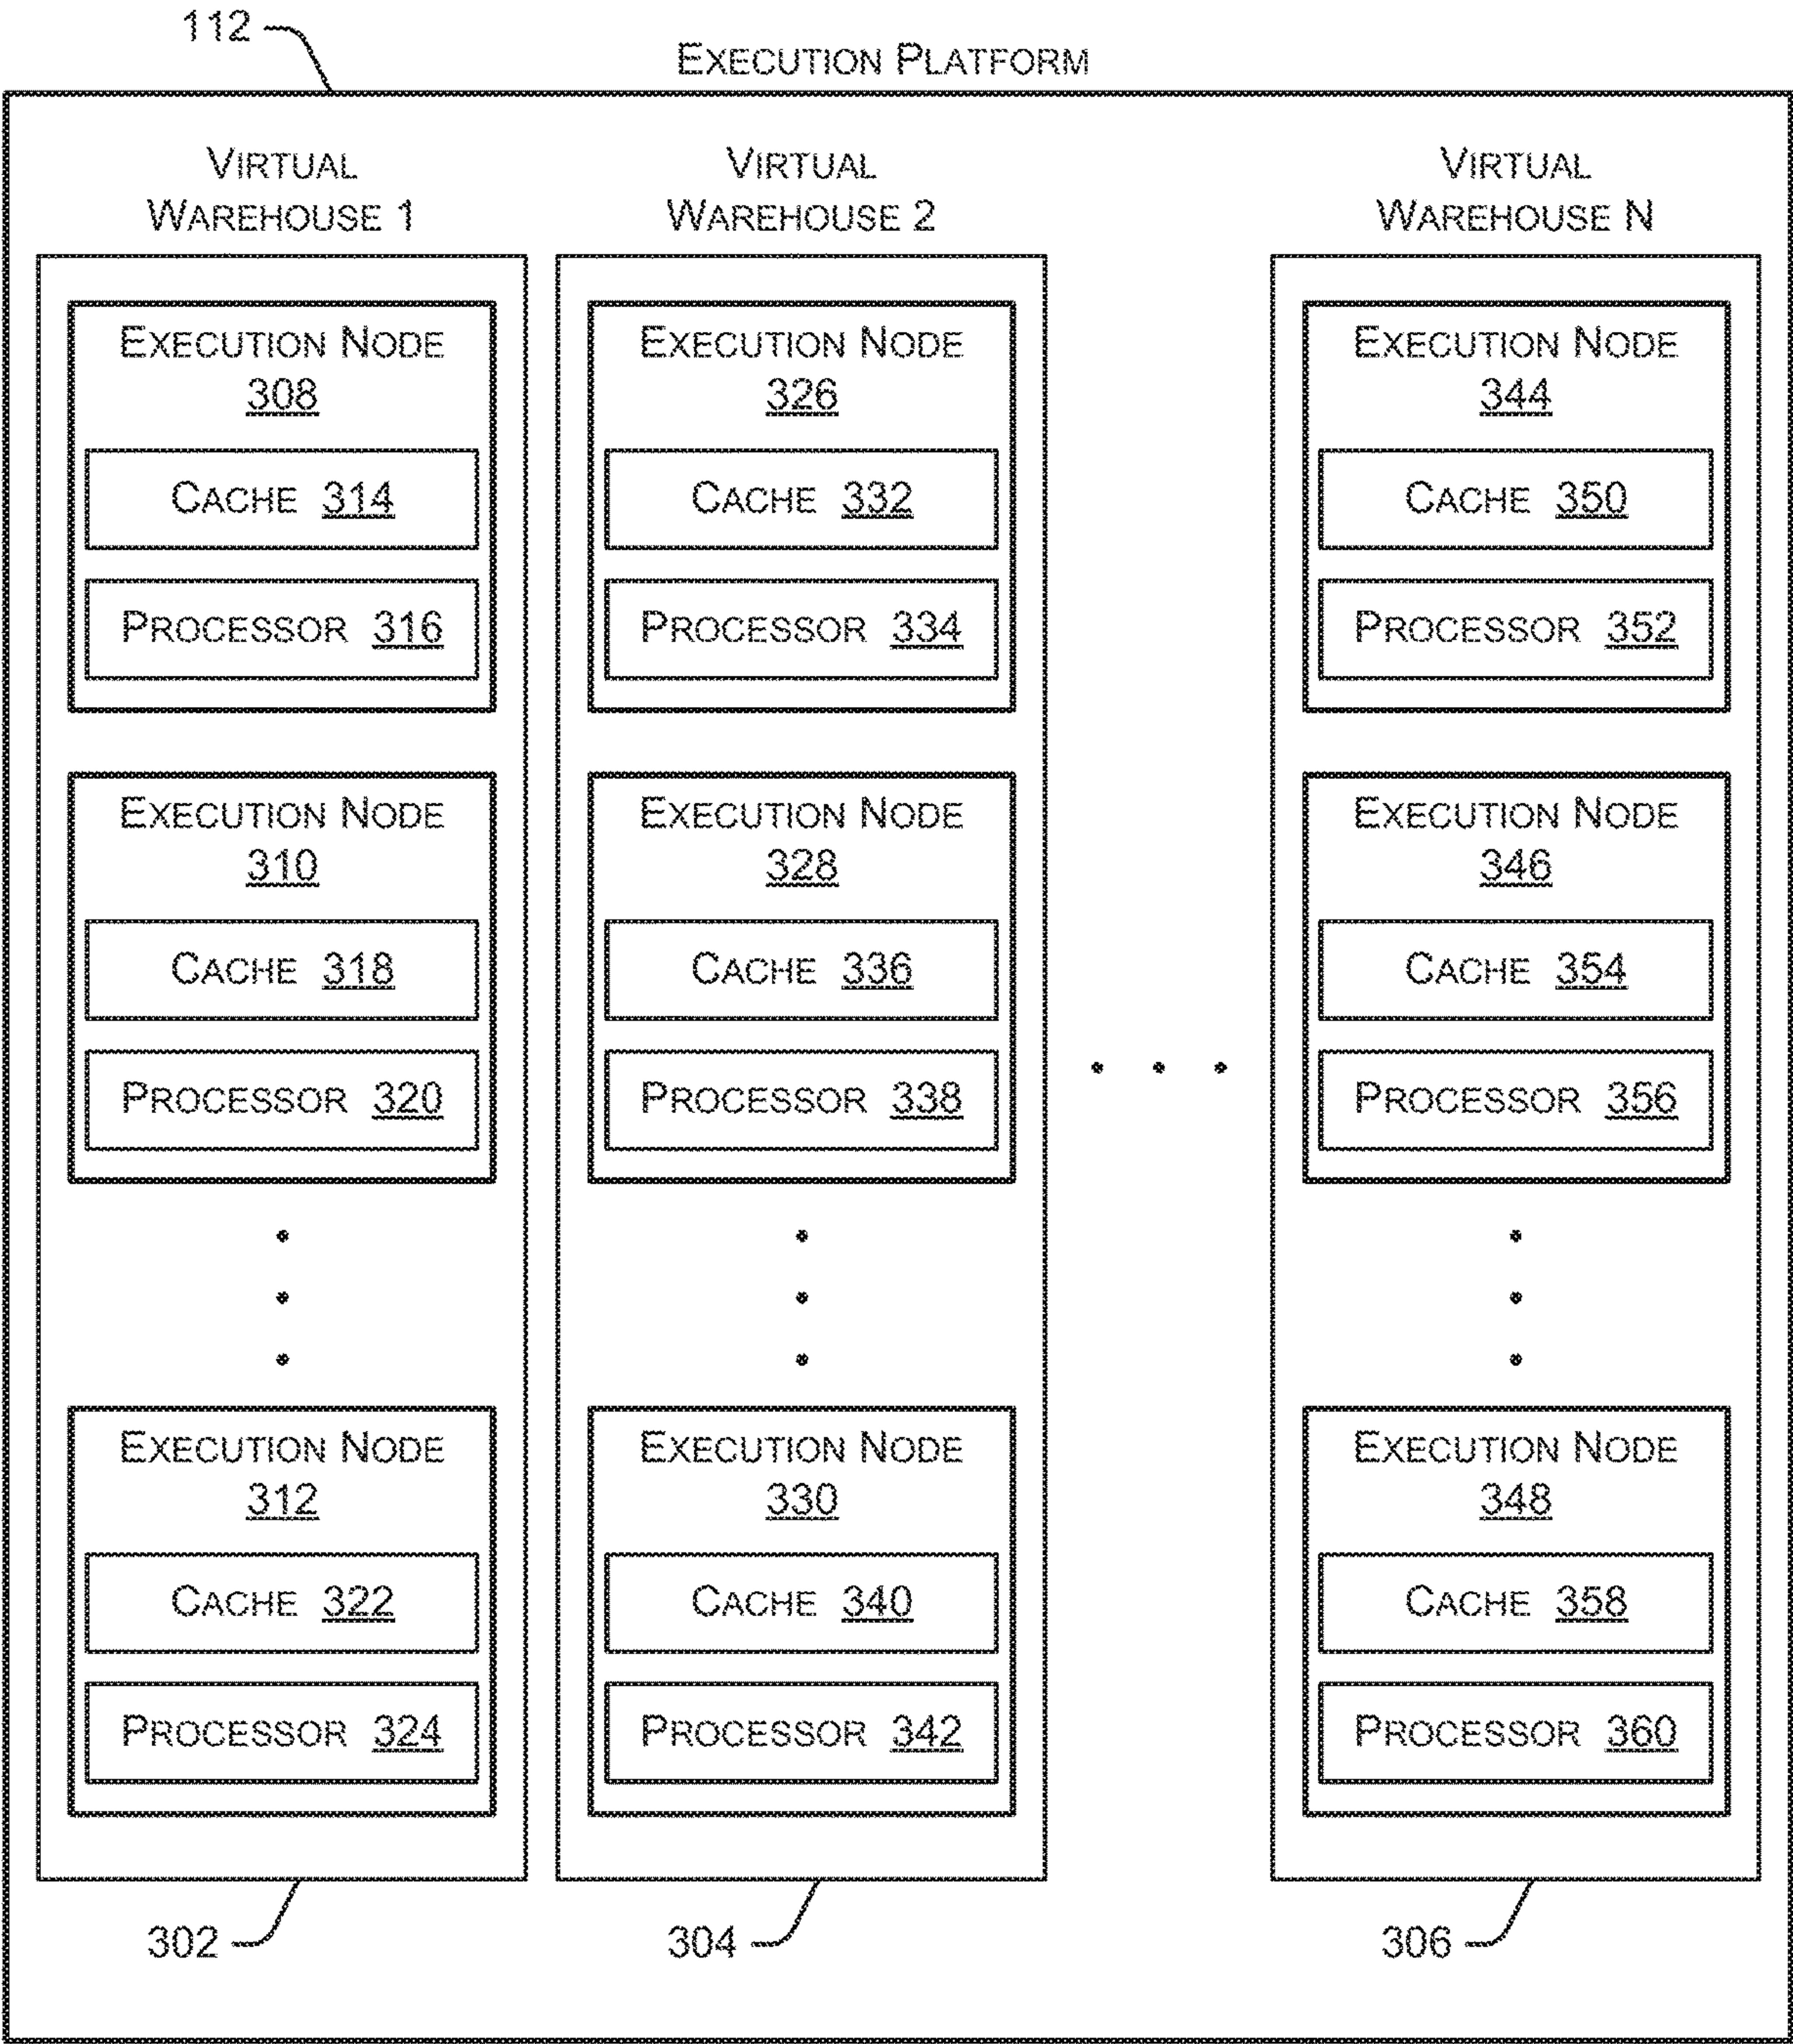 112
EXECUTION PLATFORM
VIRTUAL
WAREHOUSE 1
EXECUTION NODE
308
CACHE 314
PROCESSOR 316
EXECUTION NODE
310
CACHE 318
PROCESSOR 320
EXECUTION NODE
312
CACHE 322
PROCESSOR 324
302
VIRTUAL
WAREHOUSE 2
EXECUTION NODE
326
CACHE 332
PROCESSOR 334
EXECUTION NODE
328
CACHE 336
PROCESSOR 338
EXECUTION NODE
330
CACHE 340
PROCESSOR 342
304
VIRTUAL
WAREHOUSE N
EXECUTION NODE
344
CACHE 350
PROCESSOR 352
EXECUTION NODE
346
CACHE 354
PROCESSOR 356
EXECUTION NODE
348
CACHE 358
PROCESSOR 360
306